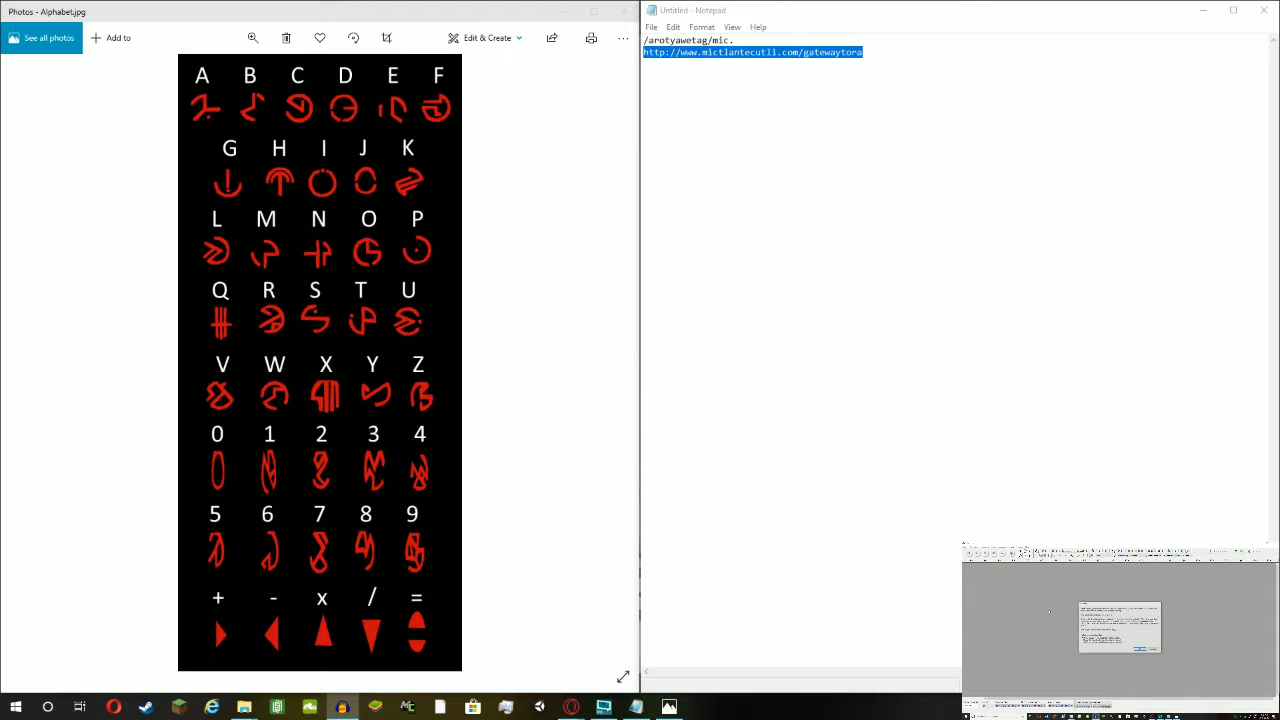 Photos - Alphabet.jpg
See all photos
Add to
Edit & Create
A B C D E F
G H I J K
L M N O P
Q R S T U
V W X Y Z
0 1 2 3 4
5 6 7 8 9
+ - x / =
Untitled - Notepad
File Edit Format View Help
/arotyawetag/mic.
http://www.mictlantecutli.com/gatewaytora